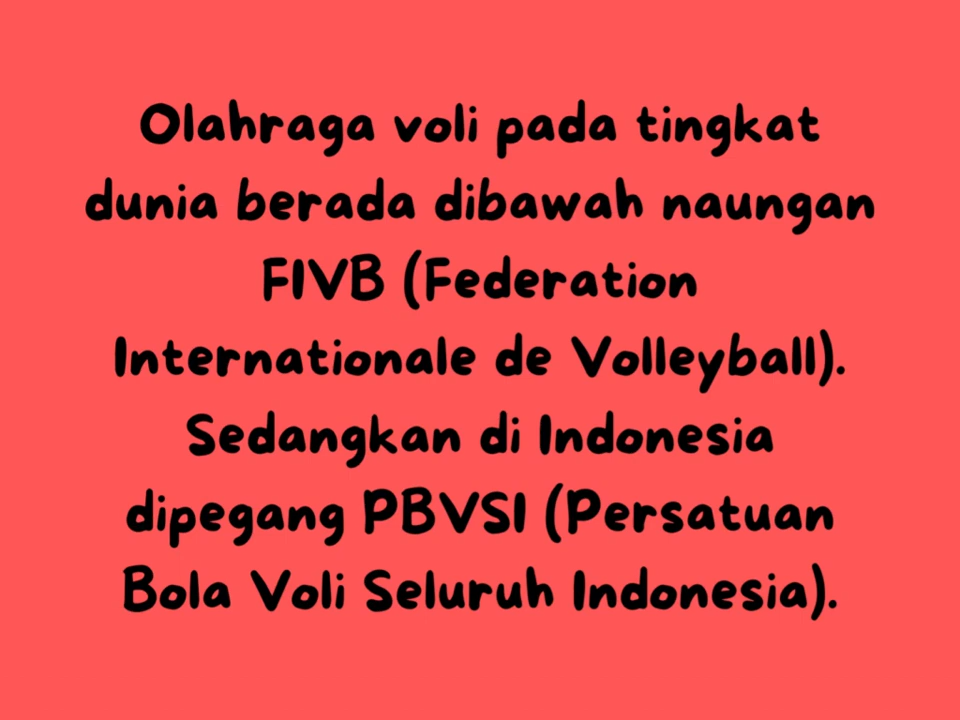 Olahraga voli pada tingkat
dunia berada dibawah naungan
FIVB (Federation
Internationale de Volleyball).
Sedangkan di Indonesia
dipegang PBVSI (Persatuan
Bola Voli Seluruh Indonesia).